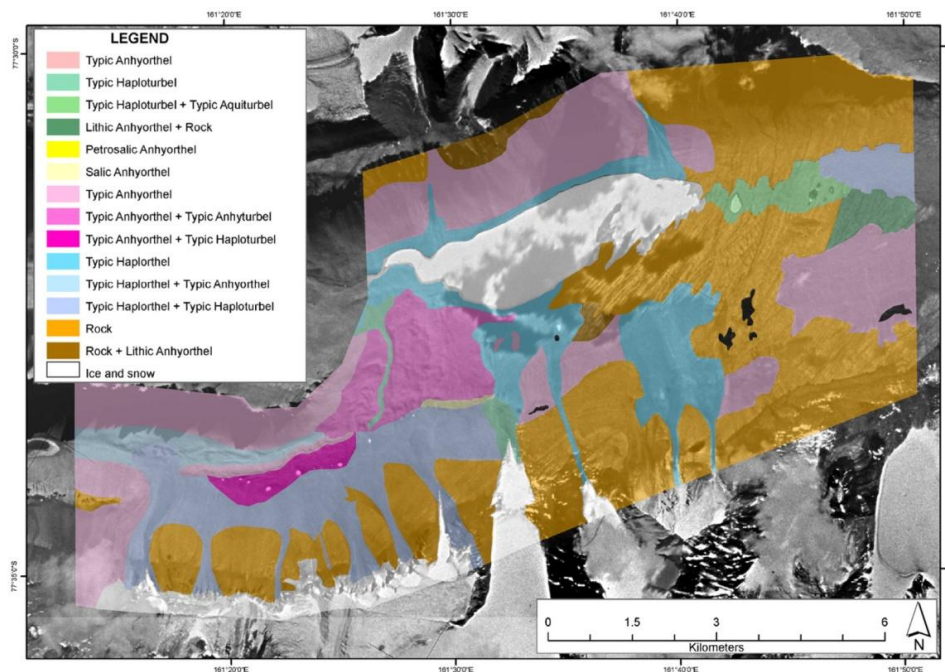 161°20'0"E 161°30'0"E 161°40'0"E 161°50'0"E
77°30'0"S
LEGEND
Typic Anhyorthel
Typic Haploturbel
Typic Haploturbel + Typic Aquiturbel
Lithic Anhyorthel + Rock
Petrosalic Anhyorthel
Salic Anhyorthel
Typic Anhyorthel
Typic Anhyorthel + Typic Anhyturbel
Typic Anhyorthel + Typic Haploturbel
Typic Haplorthel
Typic Haplorthel + Typic Anhyorthel
Typic Haplorthel + Typic Haploturbel
Rock
Rock + Lithic Anhyorthel
Ice and snow
77°35'0"S
0 1.5 3 6
Kilometers
N
161°20'0"E 161°30'0"E 161°40'0"E 161°50'0"E